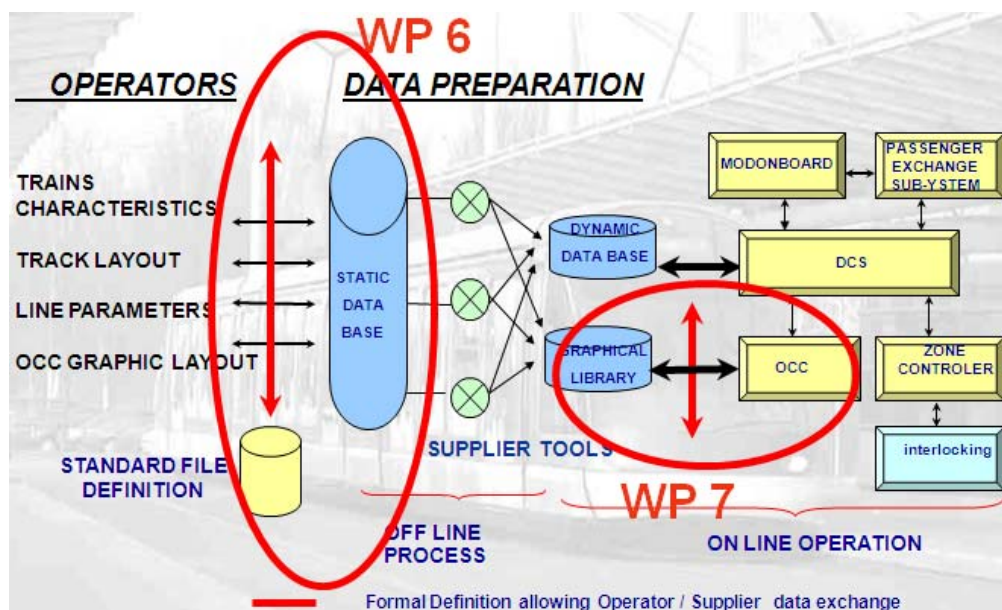 WP 6
OPERATORS
DATA PREPARATION
TRAINS
CHARACTERISTICS
TRACK LAYOUT
LINE PARAMETERS
OCC GRAPHIC LAYOUT
STANDARD FILE
DEFINITION
STATIC
DATA
BASE
SUPPLIER TOOLS
OFF LINE
PROCESS
DYNAMIC
DATA BASE
GRAPHICAL
LIBRARY
MODONBOARD
PASSENGER
EXCHANGE
SUB-YSTEM
DCS
OCC
ZONE
CONTROLER
interlocking
WP 7
ON LINE OPERATION
Formal Definition allowing Operator / Supplier data exchange